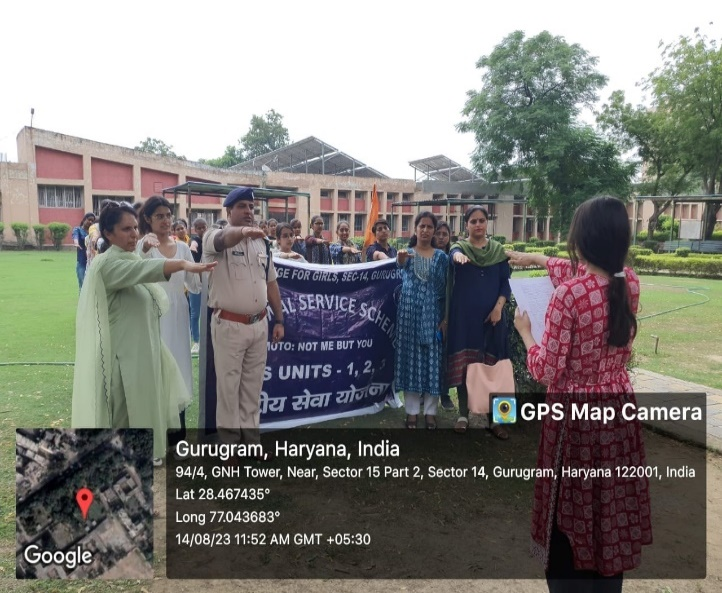 GE FOR GIRLS, SEC-14, GURUGR
AL SERVICE SCHEM
MOTO: NOT ME BUT YOU
S UNITS - 1, 2, 3
ीय सेवा योजना
GPS Map Camera
Gurugram, Haryana, India
94/4, GNH Tower, Near, Sector 15 Part 2, Sector 14, Gurugram, Haryana 122001, India
Lat 28.467435°
Long 77.043683°
14/08/23 11:52 AM GMT +05:30
Google